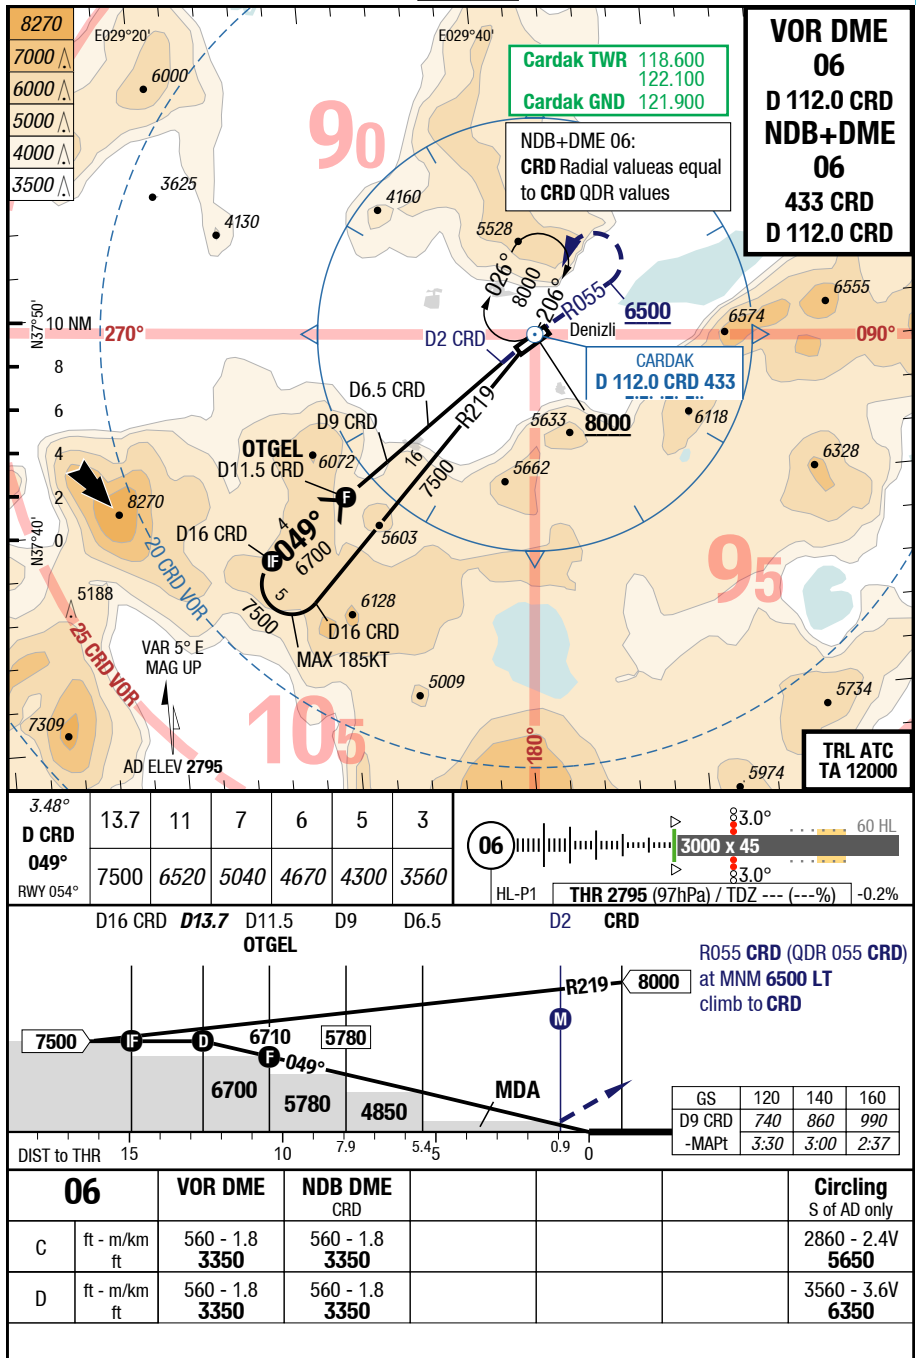 8270
7000
6000
5000
4000
3500
E029°20'
E029°40'
Cardak TWR 118.600
122.100
Cardak GND 121.900
NDB+DME 06:
CRD Radial valueas equal
to CRD QDR values
VOR DME
06
D 112.0 CRD
NDB+DME
06
433 CRD
D 112.0 CRD
6000
90
3625
4130
4160
5528
026°
8000
206°
R055
6500
6555
6574
N37°50'
10 NM
270°
090°
Denizli
D2 CRD
CARDAK
D 112.0 CRD 433
8
6
4
2
0
N37°40'
D6.5 CRD
D9 CRD
R219
5633
8000
6118
OTGEL
D11.5 CRD
6072
16
7500
5662
6328
F
8270
D16 CRD
4
049°
6700
5603
IF
20 CRD VOR
95
5188
5
7500
6128
D16 CRD
MAX 185KT
25 CRD VOR
VAR 5° E
MAG UP
5009
5734
105
180°
7309
AD ELEV 2795
5974
TRL ATC
TA 12000
3.48°
D CRD
049°
RWY 054°
13.7 11 7 6 5 3
7500 6520 5040 4670 4300 3560
06
3.0°
60 HL
3000 x 45
3.0°
HL-P1
THR 2795 (97hPa) / TDZ --- (---%)
-0.2%
D16 CRD D13.7 D11.5 D9 D6.5 D2 CRD
OTGEL
R055 CRD (QDR 055 CRD)
at MNM 6500 LT
climb to CRD
R219
8000
7500
IF
D
6710
5780
M
F
049°
6700
5780
4850
MDA
GS 120 140 160
D9 CRD 740 860 990
-MAPt 3:30 3:00 2:37
DIST to THR 15 10 7.9 5.4 5 0.9 0
06 VOR DME NDB DME Circling
CRD S of AD only
C ft - m/km 560 - 1.8 560 - 1.8 2860 - 2.4V
ft 3350 3350 5650
D ft - m/km 560 - 1.8 560 - 1.8 3560 - 3.6V
ft 3350 3350 6350